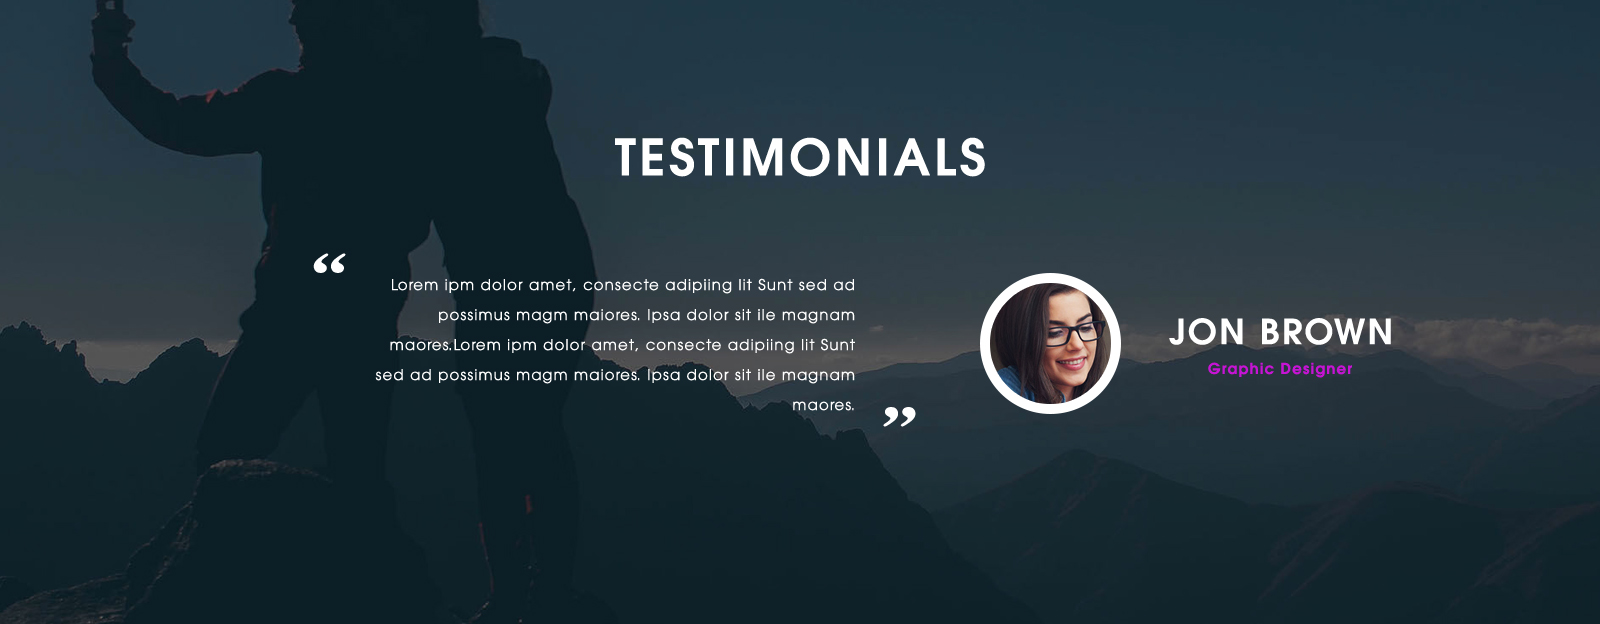 TESTIMONIALS
“
Lorem ipm dolor amet, consecte adipiing lit Sunt sed ad
possimus magm maiores. Ipsa dolor sit ile magnam
maores.Lorem ipm dolor amet, consecte adipiing lit Sunt
sed ad possimus magm maiores. Ipsa dolor sit ile magnam
maores.
”
JON BROWN
Graphic Designer